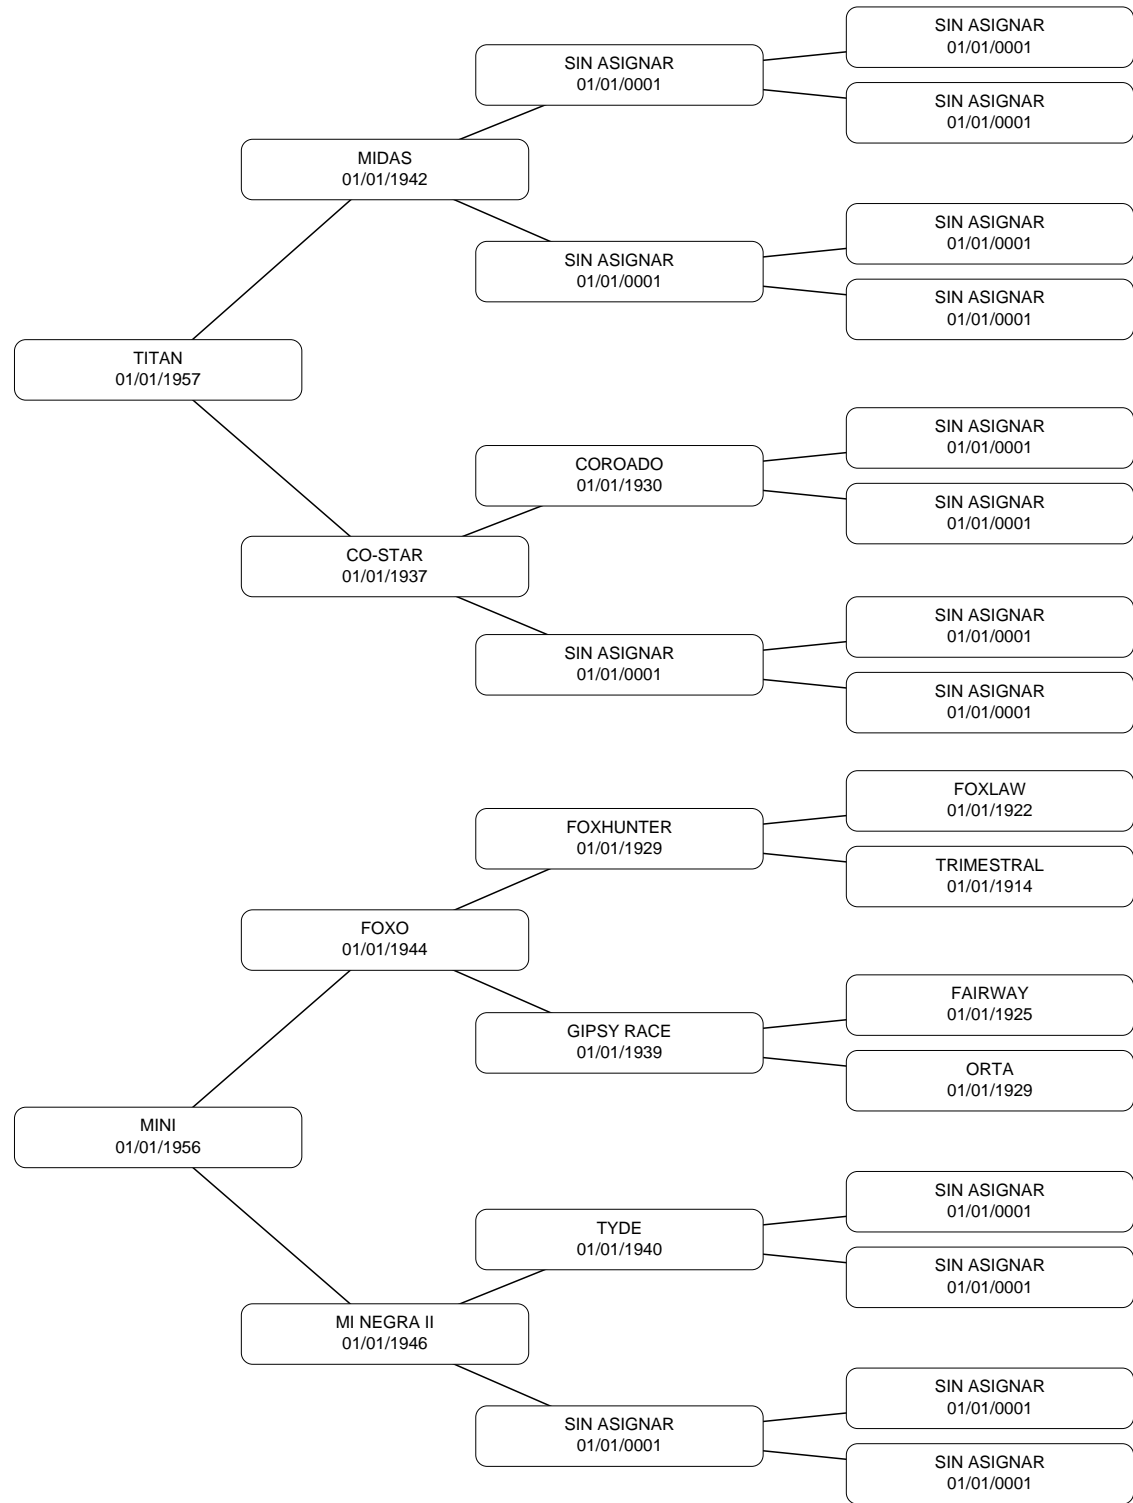 SIN ASIGNAR
01/01/0001
SIN ASIGNAR
01/01/0001
SIN ASIGNAR
01/01/0001
MIDAS
01/01/1942
SIN ASIGNAR
01/01/0001
SIN ASIGNAR
01/01/0001
SIN ASIGNAR
01/01/0001
TITAN
01/01/1957
SIN ASIGNAR
01/01/0001
COROADO
01/01/1930
SIN ASIGNAR
01/01/0001
CO-STAR
01/01/1937
SIN ASIGNAR
01/01/0001
SIN ASIGNAR
01/01/0001
SIN ASIGNAR
01/01/0001
FOXLAW
01/01/1922
FOXHUNTER
01/01/1929
TRIMESTRAL
01/01/1914
FOXO
01/01/1944
FAIRWAY
01/01/1925
GIPSY RACE
01/01/1939
ORTA
01/01/1929
MINI
01/01/1956
SIN ASIGNAR
01/01/0001
TYDE
01/01/1940
SIN ASIGNAR
01/01/0001
MI NEGRA II
01/01/1946
SIN ASIGNAR
01/01/0001
SIN ASIGNAR
01/01/0001
SIN ASIGNAR
01/01/0001